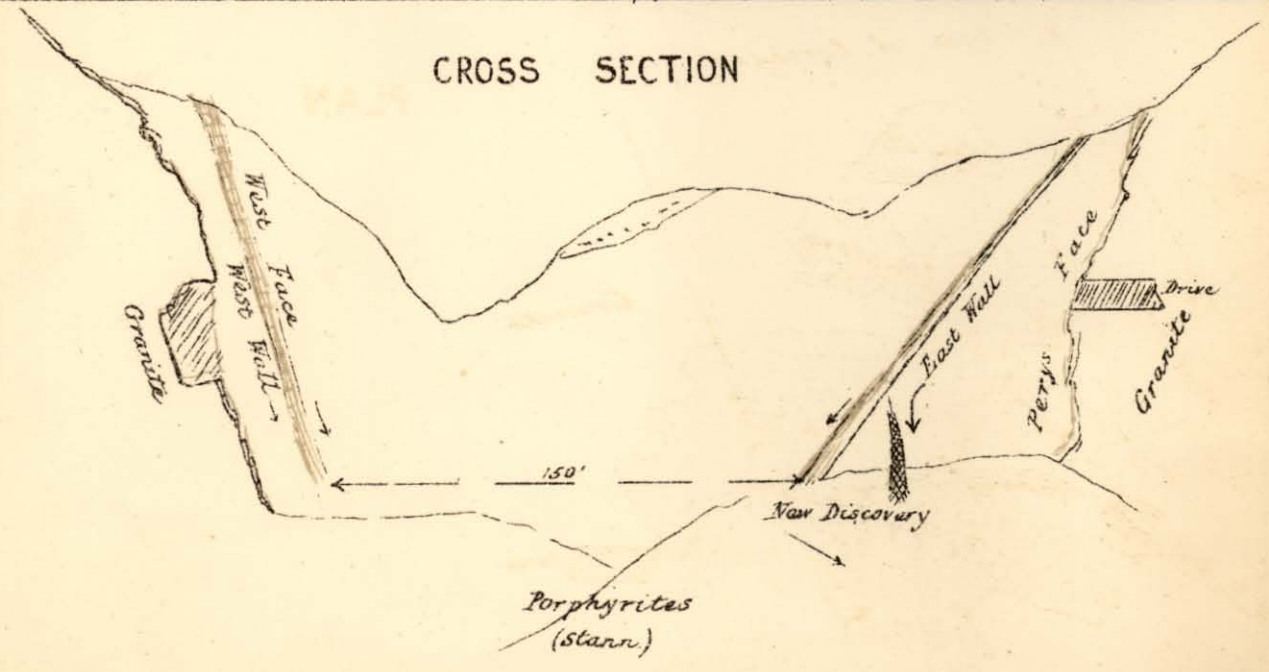 CROSS SECTION
West Face
West Wall
Granite
Face
Perys
East Wall
Drive
Granite
150'
New Discovery
Porphyrites
(Stann.)